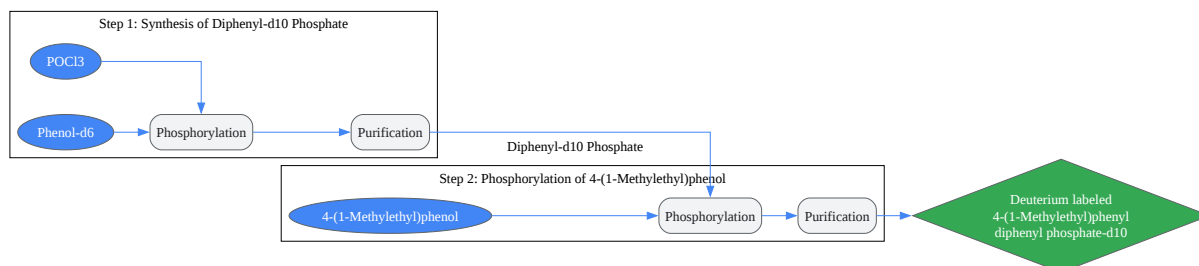 Step 1: Synthesis of Diphenyl-d10 Phosphate
POCl3
Phenol-d6
Phosphorylation
Purification
Diphenyl-d10 Phosphate
Step 2: Phosphorylation of 4-(1-Methylethyl)phenol
4-(1-Methylethyl)phenol
Phosphorylation
Purification
Deuterium labeled
4-(1-Methylethyl)phenyl
diphenyl phosphate-d10